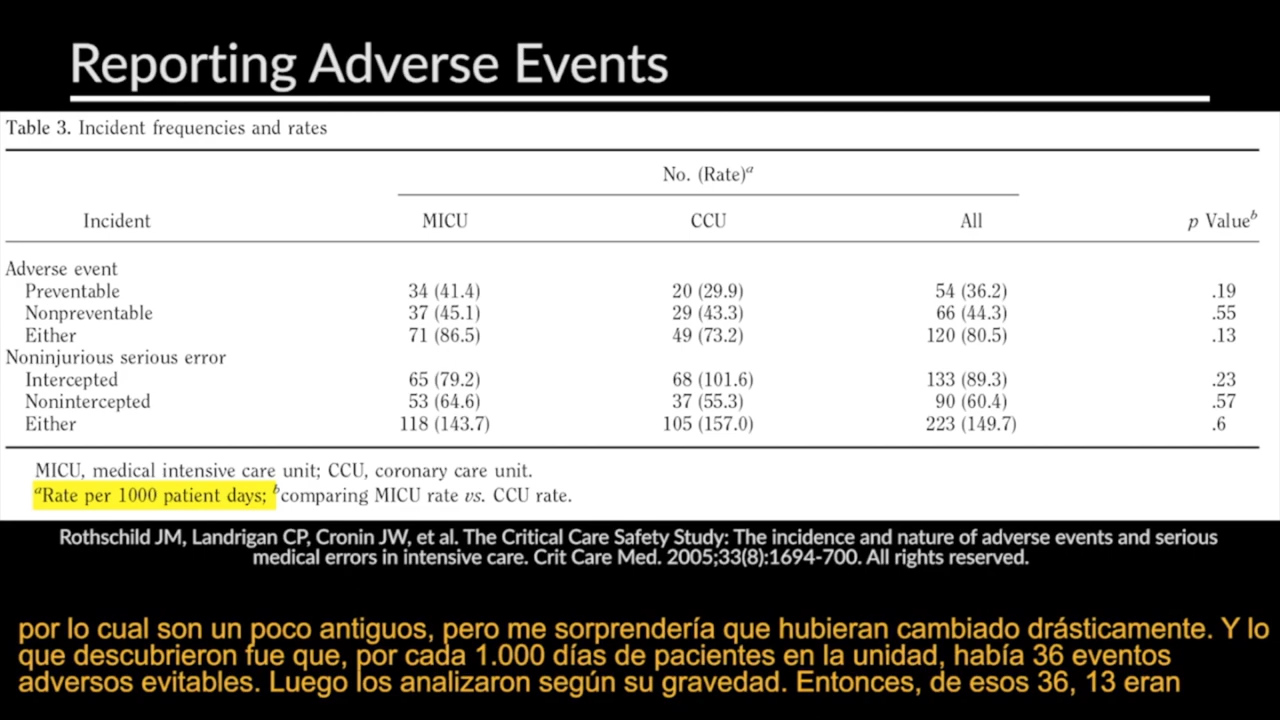 Reporting Adverse Events
Table 3. Incident frequencies and rates
No. (Rate)a
Incident MICU CCU All p Valueb
Adverse event
Preventable 34 (41.4) 20 (29.9) 54 (36.2) .19
Nonpreventable 37 (45.1) 29 (43.3) 66 (44.3) .55
Either 71 (86.5) 49 (73.2) 120 (80.5) .13
Noninjurious serious error
Intercepted 65 (79.2) 68 (101.6) 133 (89.3) .23
Nonintercepted 53 (64.6) 37 (55.3) 90 (60.4) .57
Either 118 (143.7) 105 (157.0) 223 (149.7) .6
MICU, medical intensive care unit; CCU, coronary care unit.
aRate per 1000 patient days; bcomparing MICU rate vs. CCU rate.
Rothschild JM, Landrigan CP, Cronin JW, et al. The Critical Care Safety Study: The incidence and nature of adverse events and serious
medical errors in intensive care. Crit Care Med. 2005;33(8):1694-700. All rights reserved.
por lo cual son un poco antiguos, pero me sorprendería que hubieran cambiado drásticamente. Y lo
que descubrieron fue que, por cada 1.000 días de pacientes en la unidad, había 36 eventos
adversos evitables. Luego los analizaron según su gravedad. Entonces, de esos 36, 13 eran